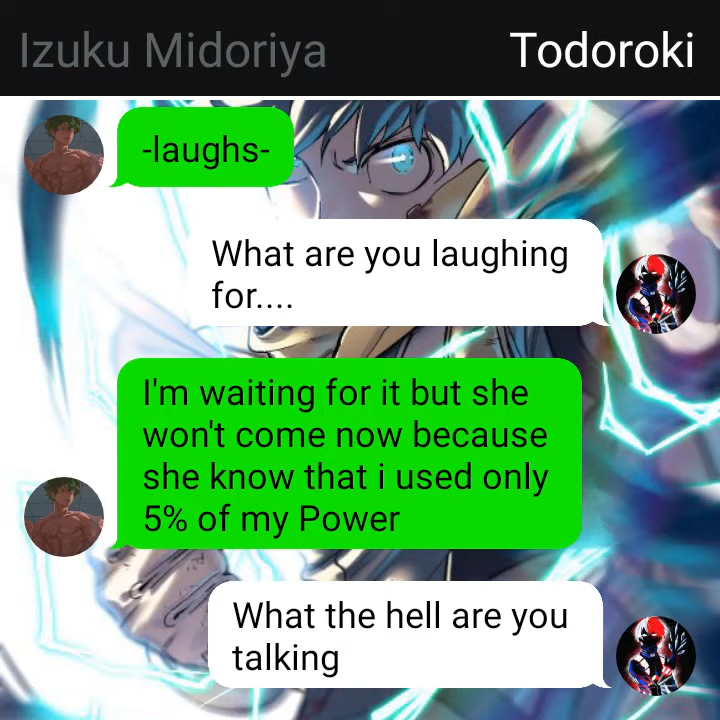 Izuku Midoriya
Todoroki
-laughs-
What are you laughing
for....
I'm waiting for it but she
won't come now because
she know that i used only
5% of my Power
What the hell are you
talking